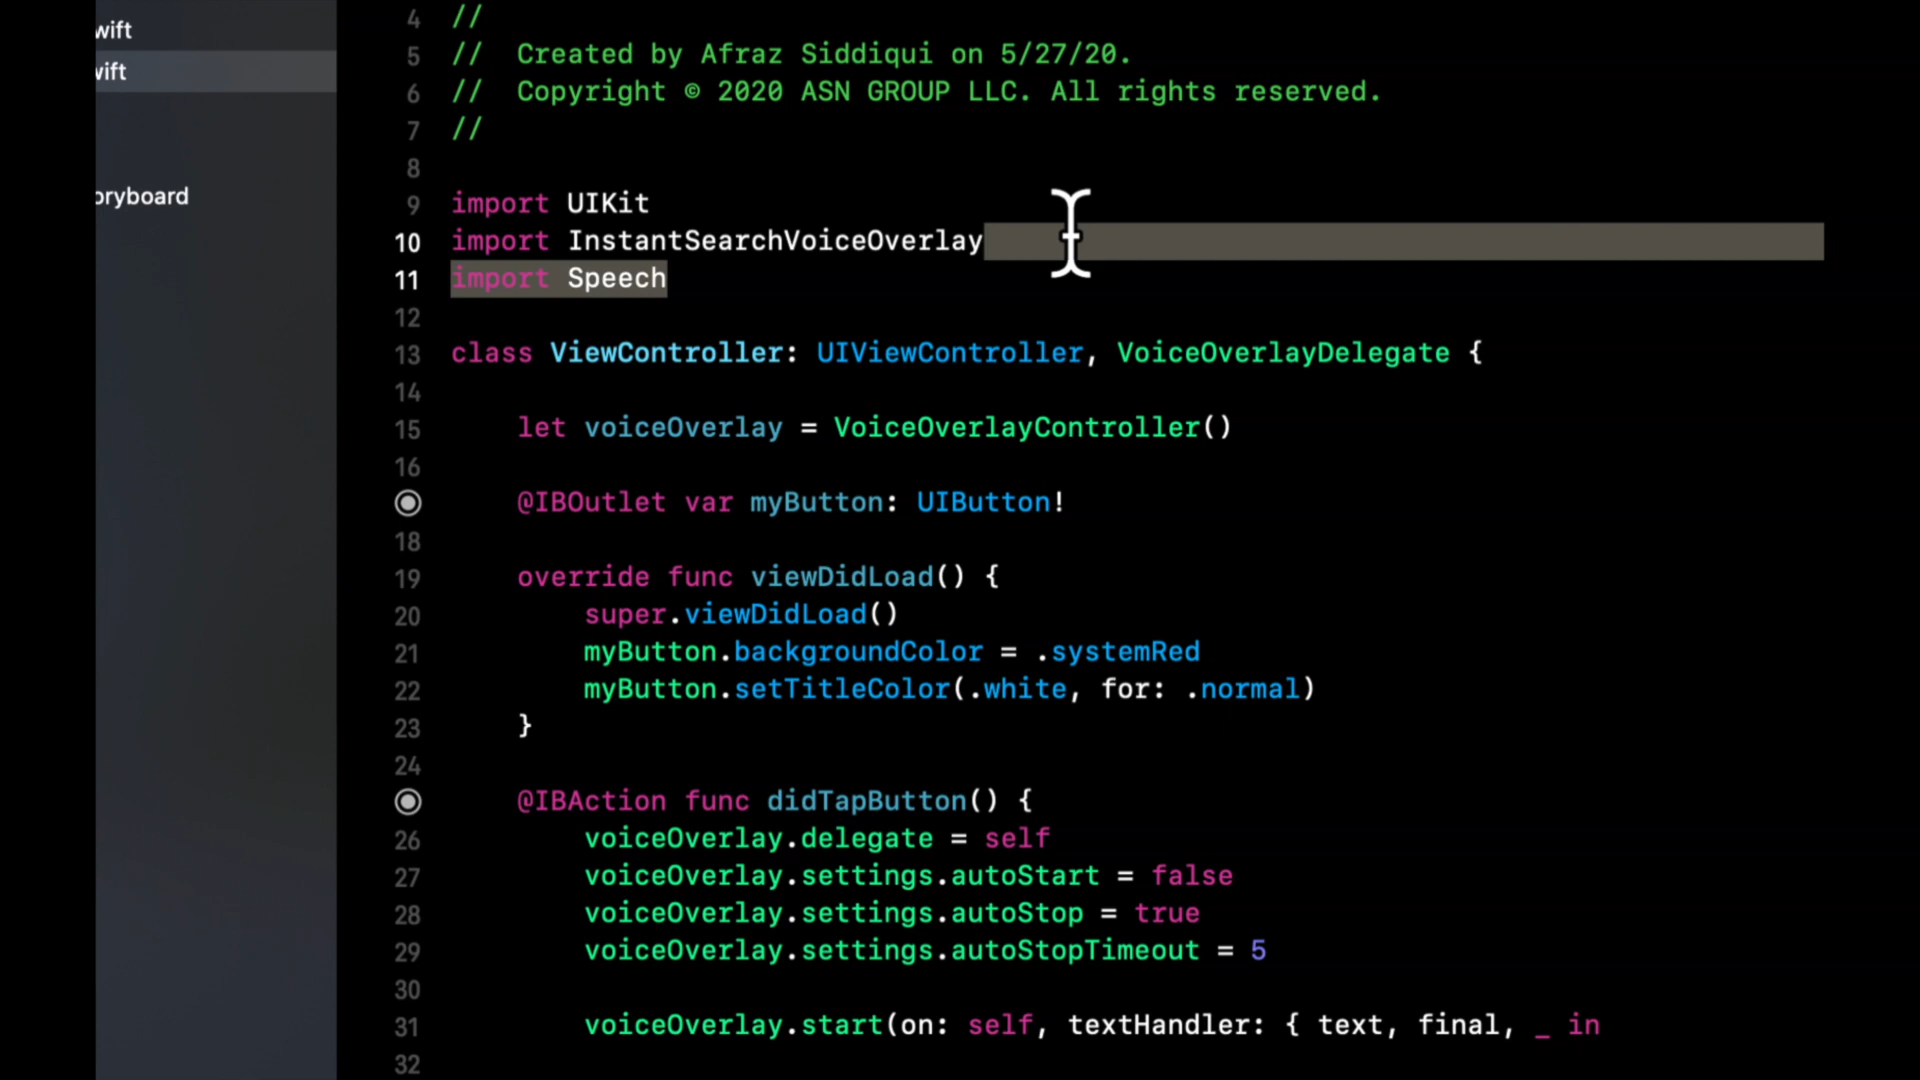 wift
wift
oryboard
4 //
5 // Created by Afraz Siddiqui on 5/27/20.
6 // Copyright © 2020 ASN GROUP LLC. All rights reserved.
7 //
8
9 import UIKit
10 import InstantSearchVoiceOverlay
11 import Speech
12
13 class ViewController: UIViewController, VoiceOverlayDelegate {
14
15 let voiceOverlay = VoiceOverlayController()
16
@IBOutlet var myButton: UIButton!
18
19 override func viewDidLoad() {
20 super.viewDidLoad()
21 myButton.backgroundColor = .systemRed
22 myButton.setTitleColor(.white, for: .normal)
23 }
24
@IBAction func didTapButton() {
26 voiceOverlay.delegate = self
27 voiceOverlay.settings.autoStart = false
28 voiceOverlay.settings.autoStop = true
29 voiceOverlay.settings.autoStopTimeout = 5
30
31 voiceOverlay.start(on: self, textHandler: { text, final, _ in
32